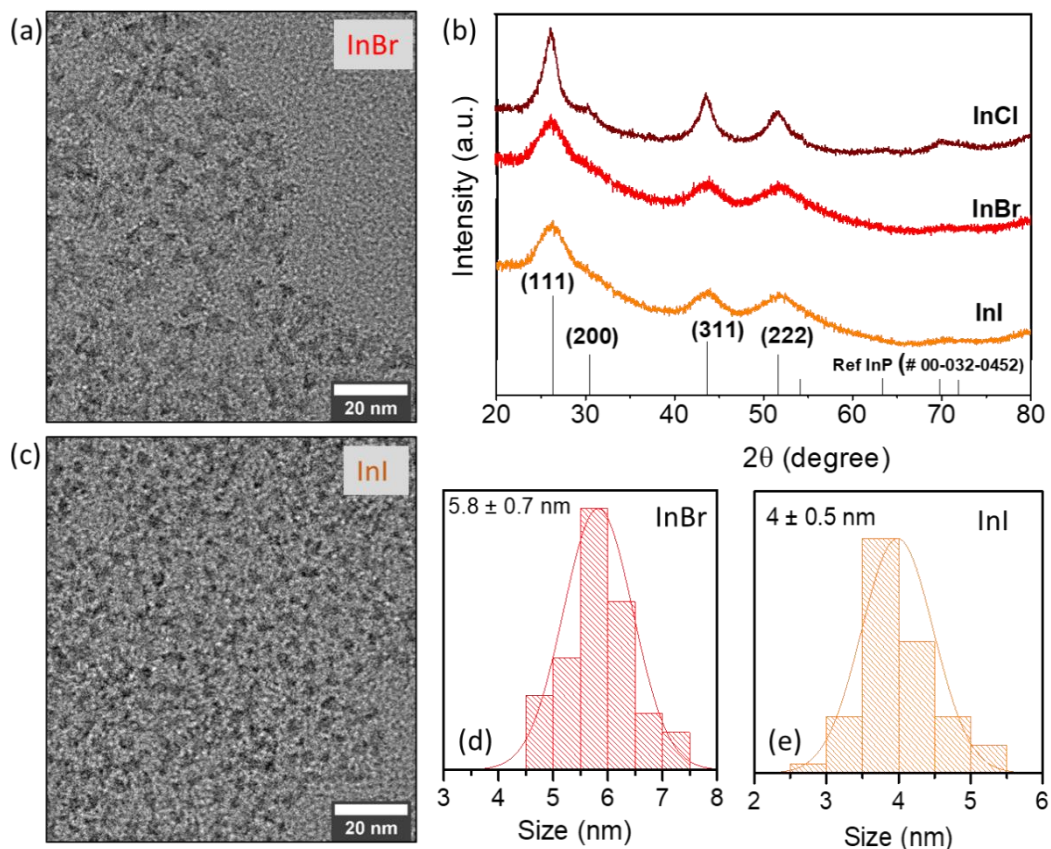 (a)
InBr
20 nm
(b)
Intensity (a.u.)
InCl
InBr
InI
(111)
(200)
(311)
(222)
Ref InP (# 00-032-0452)
20 30 40 50 60 70 80
2θ (degree)
(c)
InI
20 nm
5.8 ± 0.7 nm
InBr
(d)
3 4 5 6 7 8
Size (nm)
4 ± 0.5 nm
InI
(e)
2 3 4 5 6
Size (nm)